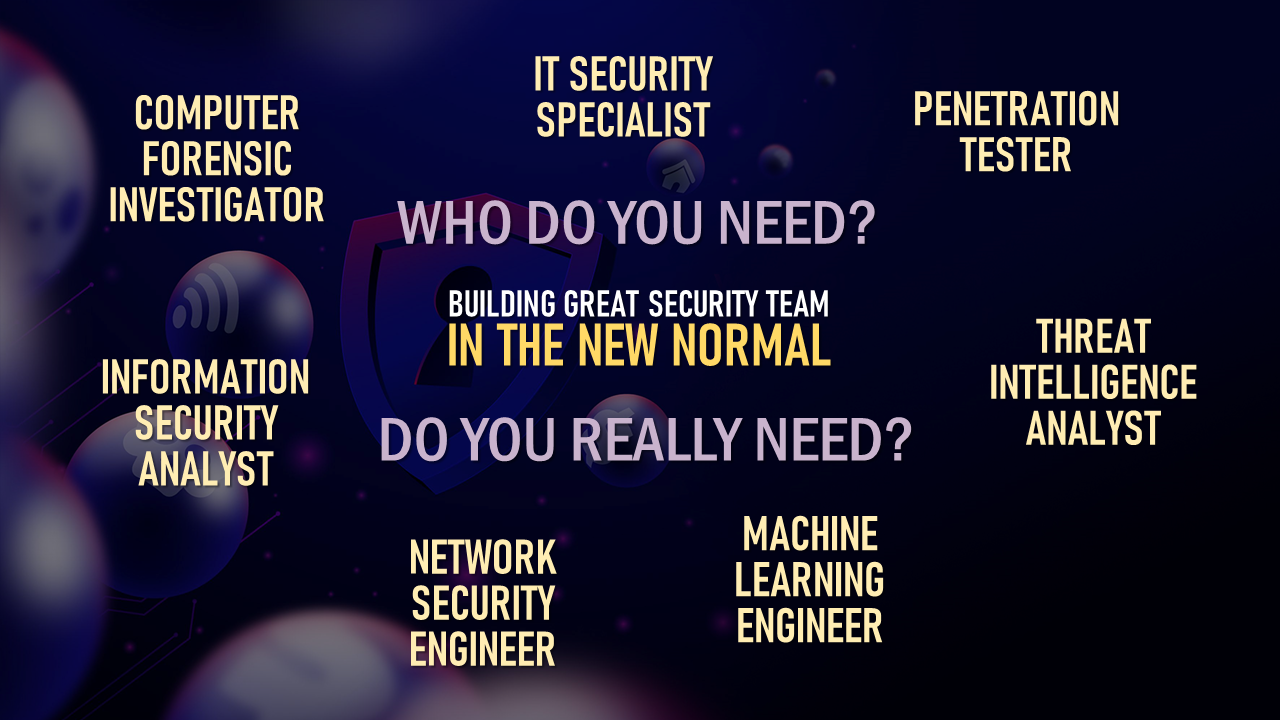 IT SECURITY
SPECIALIST
COMPUTER
FORENSIC
INVESTIGATOR
PENETRATION
TESTER
WHO DO YOU NEED?
BUILDING GREAT SECURITY TEAM
IN THE NEW NORMAL
DO YOU REALLY NEED?
INFORMATION
SECURITY
ANALYST
THREAT
INTELLIGENCE
ANALYST
NETWORK
SECURITY
ENGINEER
MACHINE
LEARNING
ENGINEER